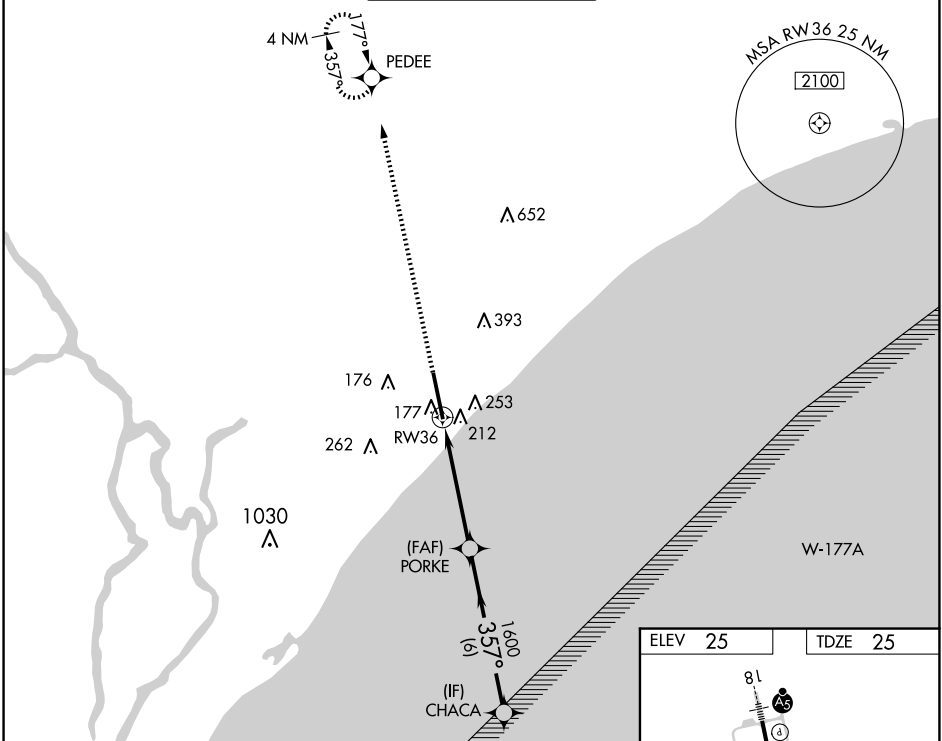 177°
4 NM
357°
PEDEE
MSA RW36 25 NM
2100
652
393
176
177
253
RW36
212
262
1030
(FAF)
PORKE
W-177A
1600
357°
(6)
(IF)
CHACA
ELEV 25
TDZE 25
18
A5
P